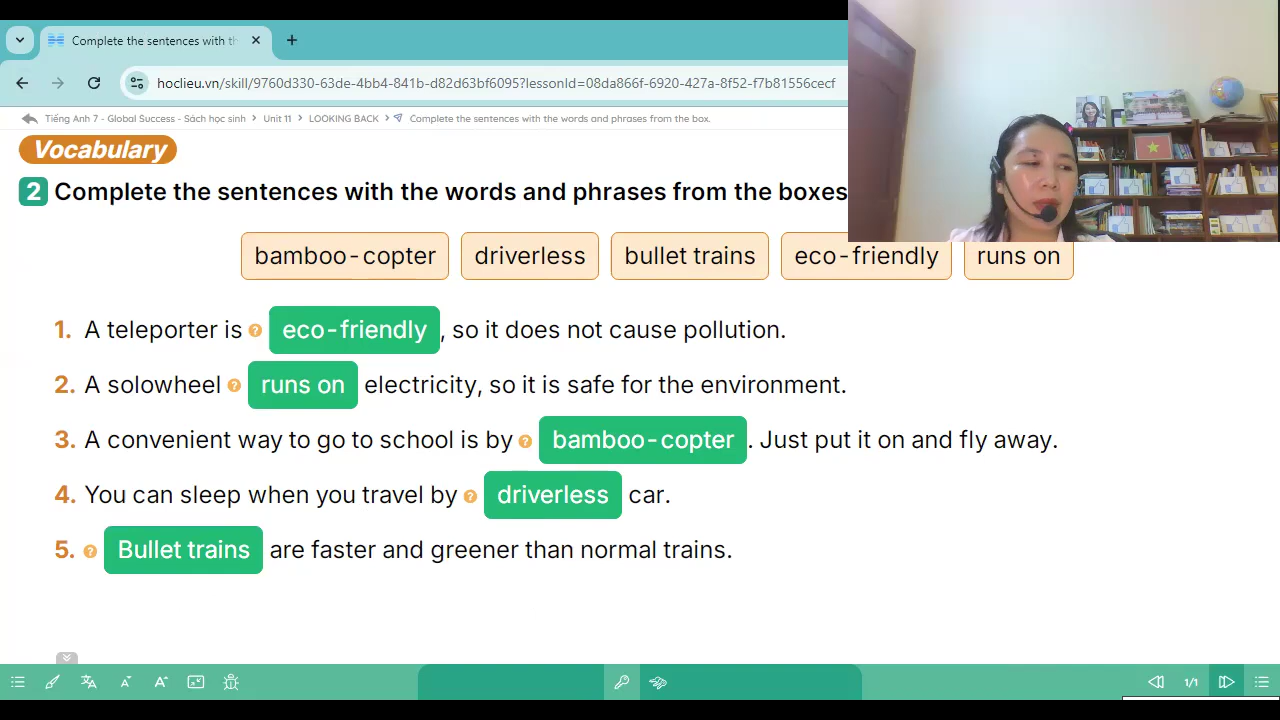 Complete the sentences with th
hoclieu.vn/skill/9760d330-63de-4bb4-841b-d82d63bf6095?lessonId=08da866f-6920-427a-8f52-f7b81556cecf
Tiếng Anh 7 - Global Success - Sách học sinh > Unit 11 > LOOKING BACK > Complete the sentences with the words and phrases from the box.
Vocabulary
2 Complete the sentences with the words and phrases from the boxes
bamboo-copter driverless bullet trains eco-friendly runs on
1. A teleporter is ? eco-friendly, so it does not cause pollution.
2. A solowheel ? runs on electricity, so it is safe for the environment.
3. A convenient way to go to school is by ? bamboo-copter. Just put it on and fly away.
4. You can sleep when you travel by ? driverless car.
5. ? Bullet trains are faster and greener than normal trains.
1/1